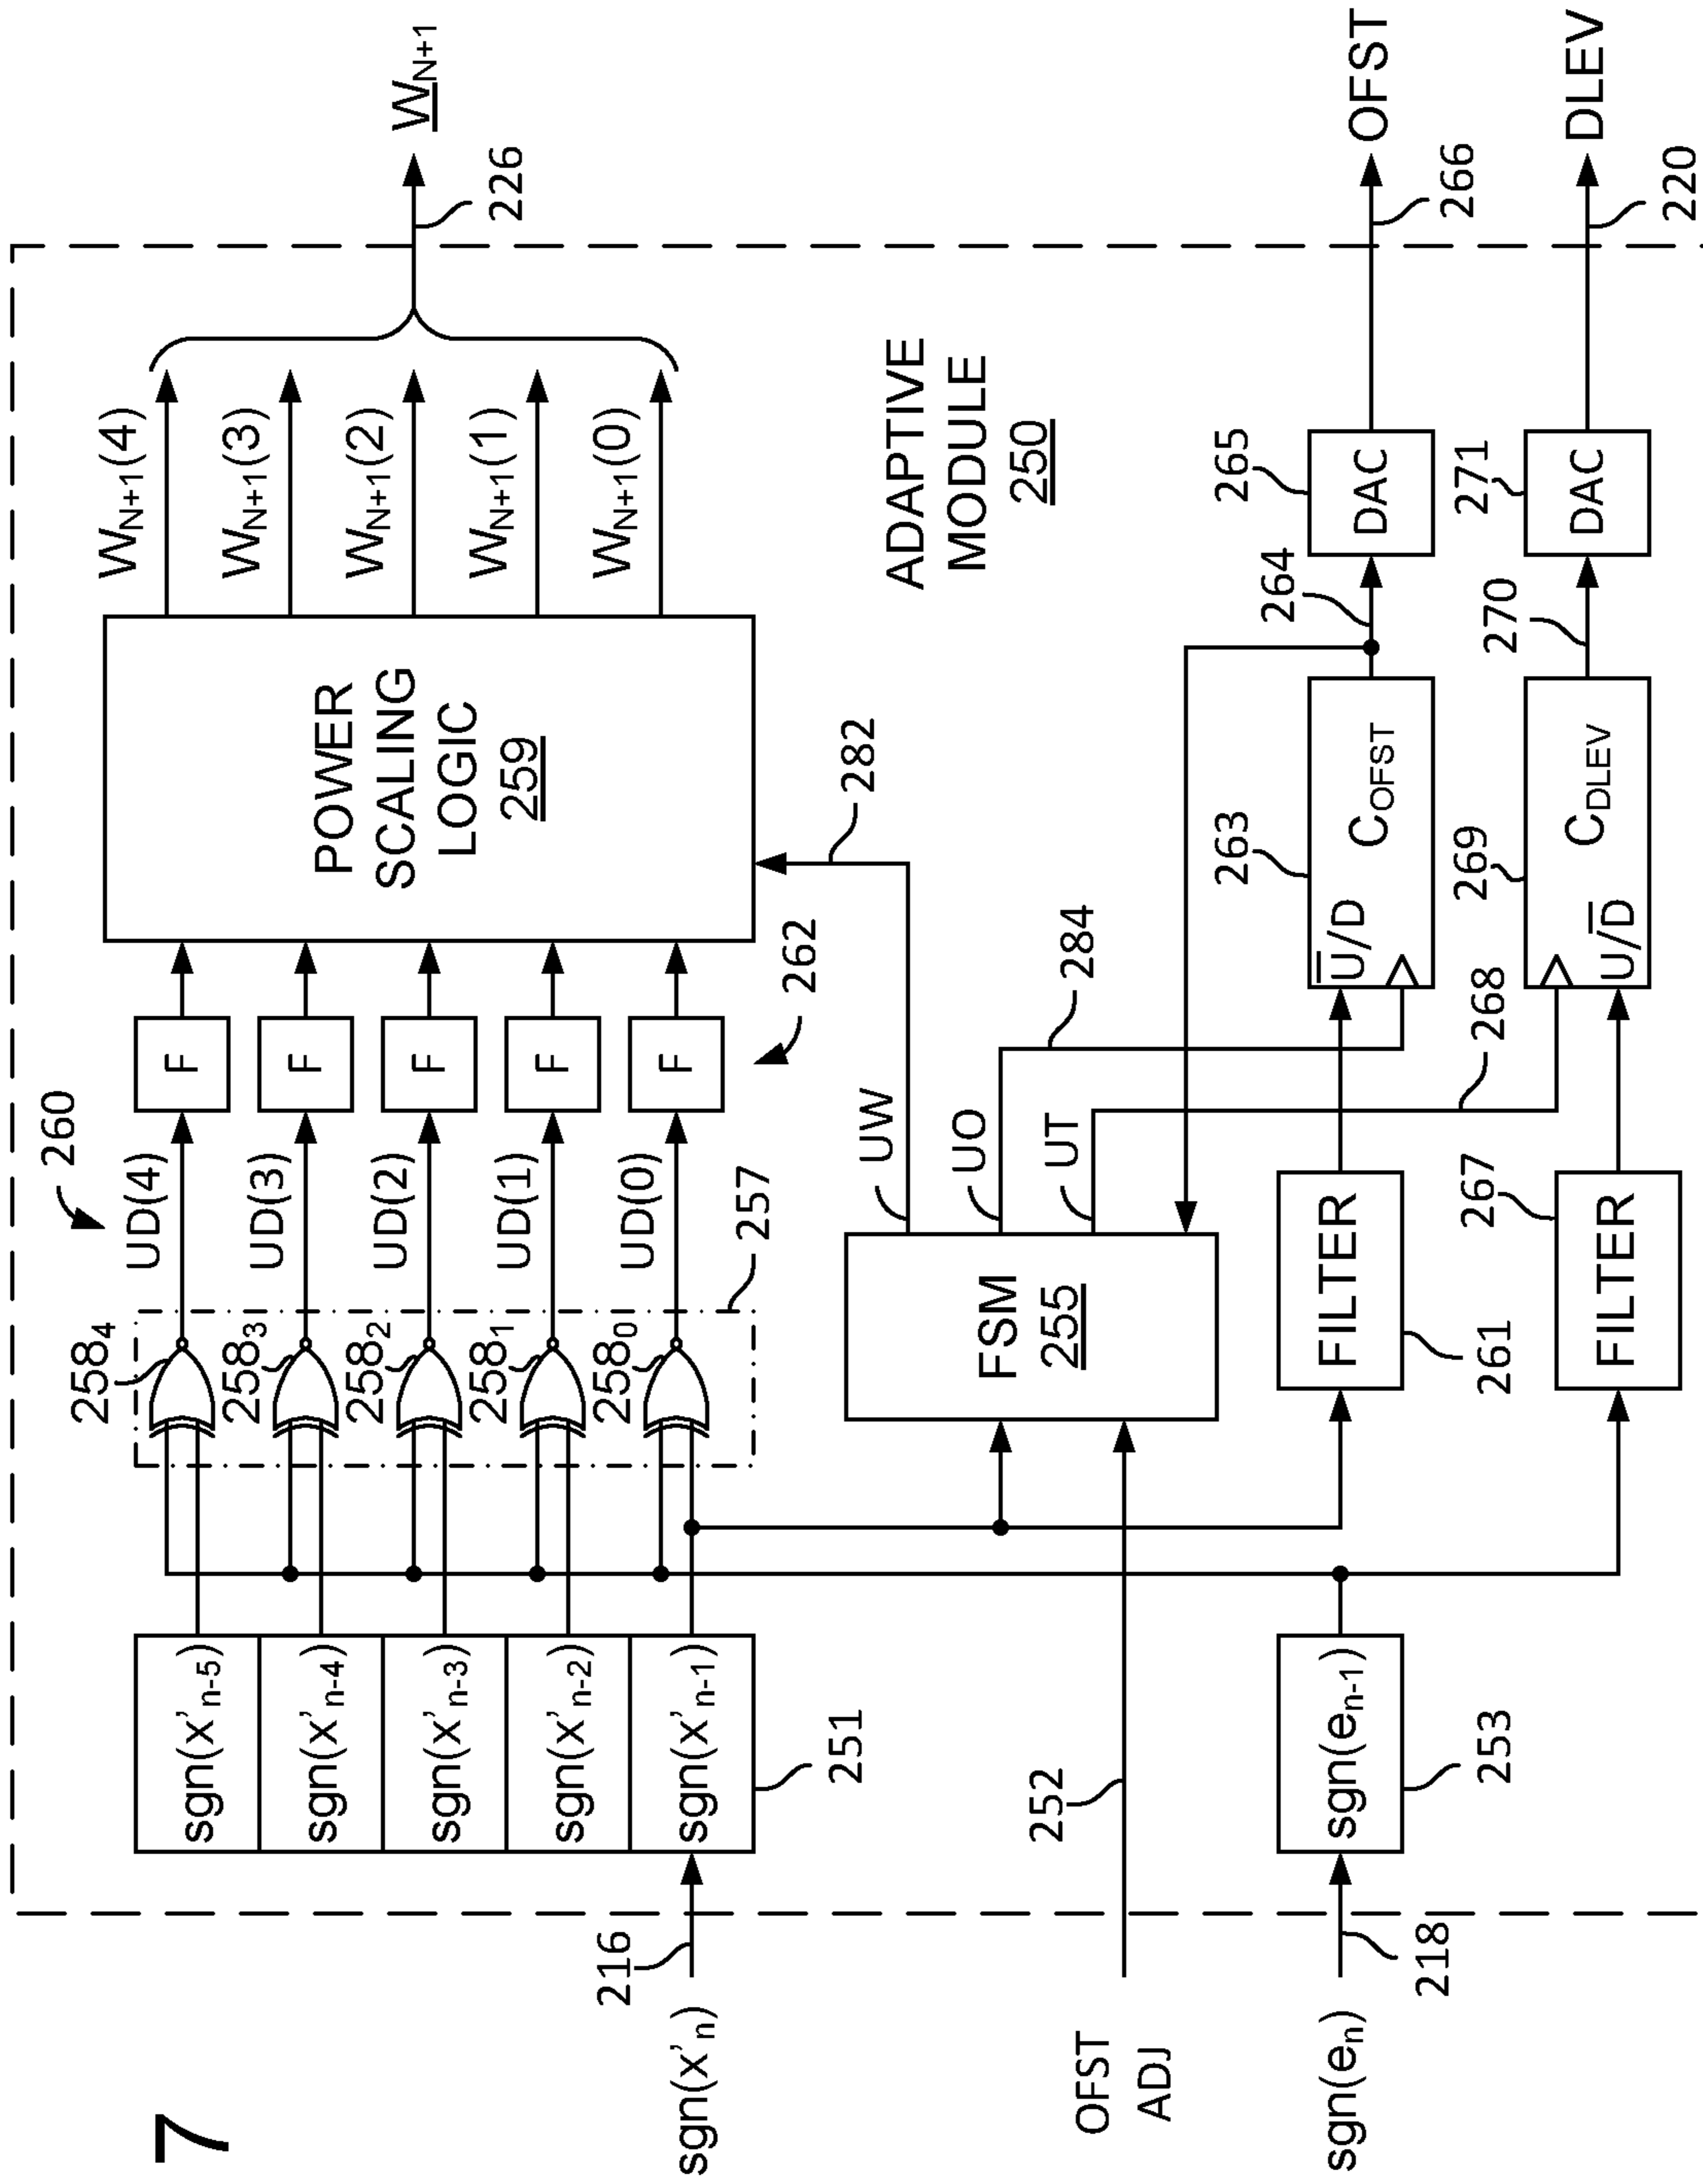 7
sgn(x'n)
216
OFST
ADJ
252
sgn(en)
218
sgn(x'n-5)
sgn(x'n-4)
sgn(x'n-3)
sgn(x'n-2)
sgn(x'n-1)
251
sgn(en-1)
253
2584
2583
2582
2581
2580
257
260
UD(4)
UD(3)
UD(2)
UD(1)
UD(0)
F
F
F
F
F
262
POWER
SCALING
LOGIC
259
WN+1(4)
WN+1(3)
WN+1(2)
WN+1(1)
WN+1(0)
WN+1
226
ADAPTIVE
MODULE
250
FSM
255
UW
UO
UT
282
284
268
FILTER
261
FILTER
267
263
U̅/D
COFST
269
U/D̅
CDLEV
264
270
265
DAC
271
DAC
OFST
266
DLEV
220